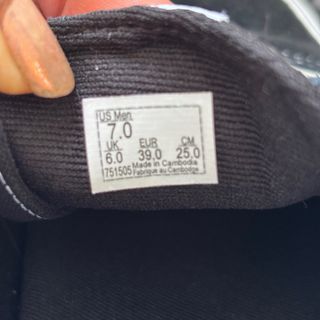 US Men
7.0
UK EUR CM
6.0 39.0 25.0
751505 Made in Cambodia
Fabrique au Cambodge